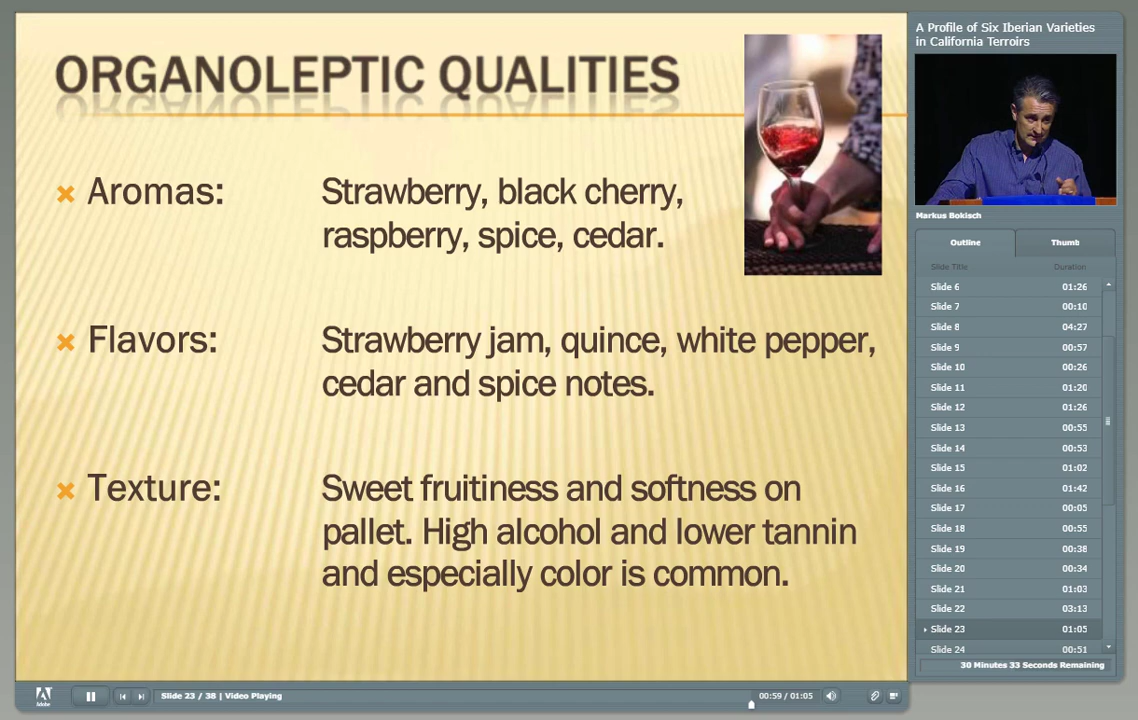 ORGANOLEPTIC QUALITIES
Aromas: Strawberry, black cherry,
raspberry, spice, cedar.
Flavors: Strawberry jam, quince, white pepper,
cedar and spice notes.
Texture: Sweet fruitiness and softness on
pallet. High alcohol and lower tannin
and especially color is common.
A Profile of Six Iberian Varieties
in California Terroirs
Markus Bokisch
Outline Thumb
Slide Title Duration
Slide 6 01:26
Slide 7 00:10
Slide 8 04:27
Slide 9 00:57
Slide 10 00:26
Slide 11 01:20
Slide 12 01:26
Slide 13 00:55
Slide 14 00:53
Slide 15 01:02
Slide 16 01:42
Slide 17 00:05
Slide 18 00:55
Slide 19 00:38
Slide 20 00:34
Slide 21 01:03
Slide 22 03:13
Slide 23 01:05
Slide 24 00:51
30 Minutes 33 Seconds Remaining
Adobe
Slide 23 / 38 | Video Playing
00:59 / 01:05